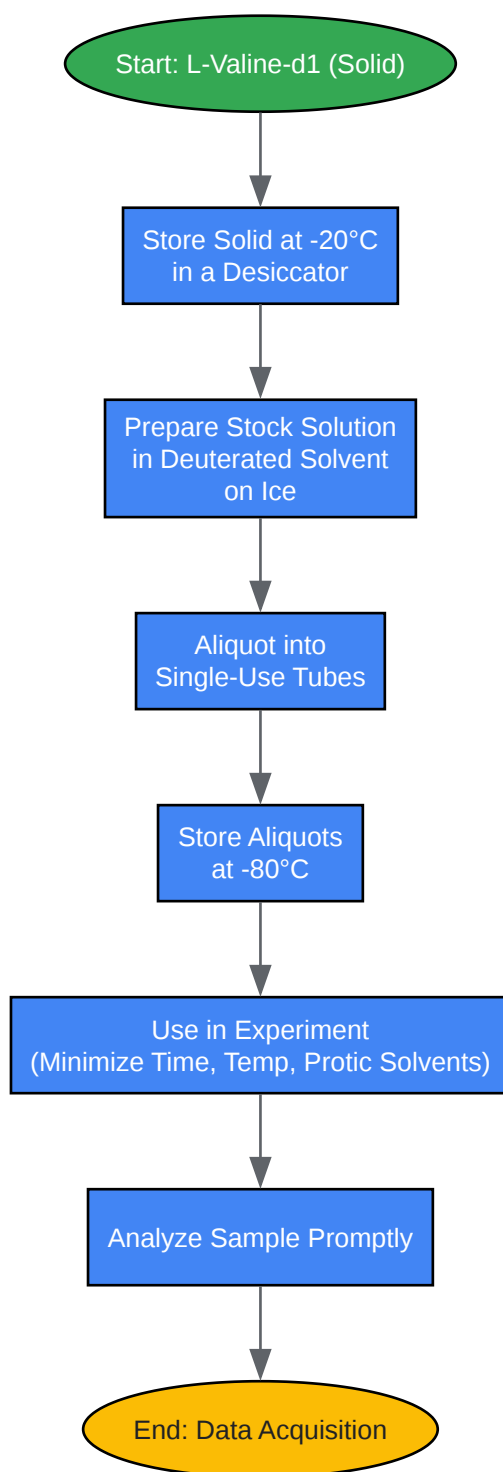 Start: L-Valine-d1 (Solid)
Store Solid at -20°C
in a Desiccator
Prepare Stock Solution
in Deuterated Solvent
on Ice
Aliquot into
Single-Use Tubes
Store Aliquots
at -80°C
Use in Experiment
(Minimize Time, Temp, Protic Solvents)
Analyze Sample Promptly
End: Data Acquisition